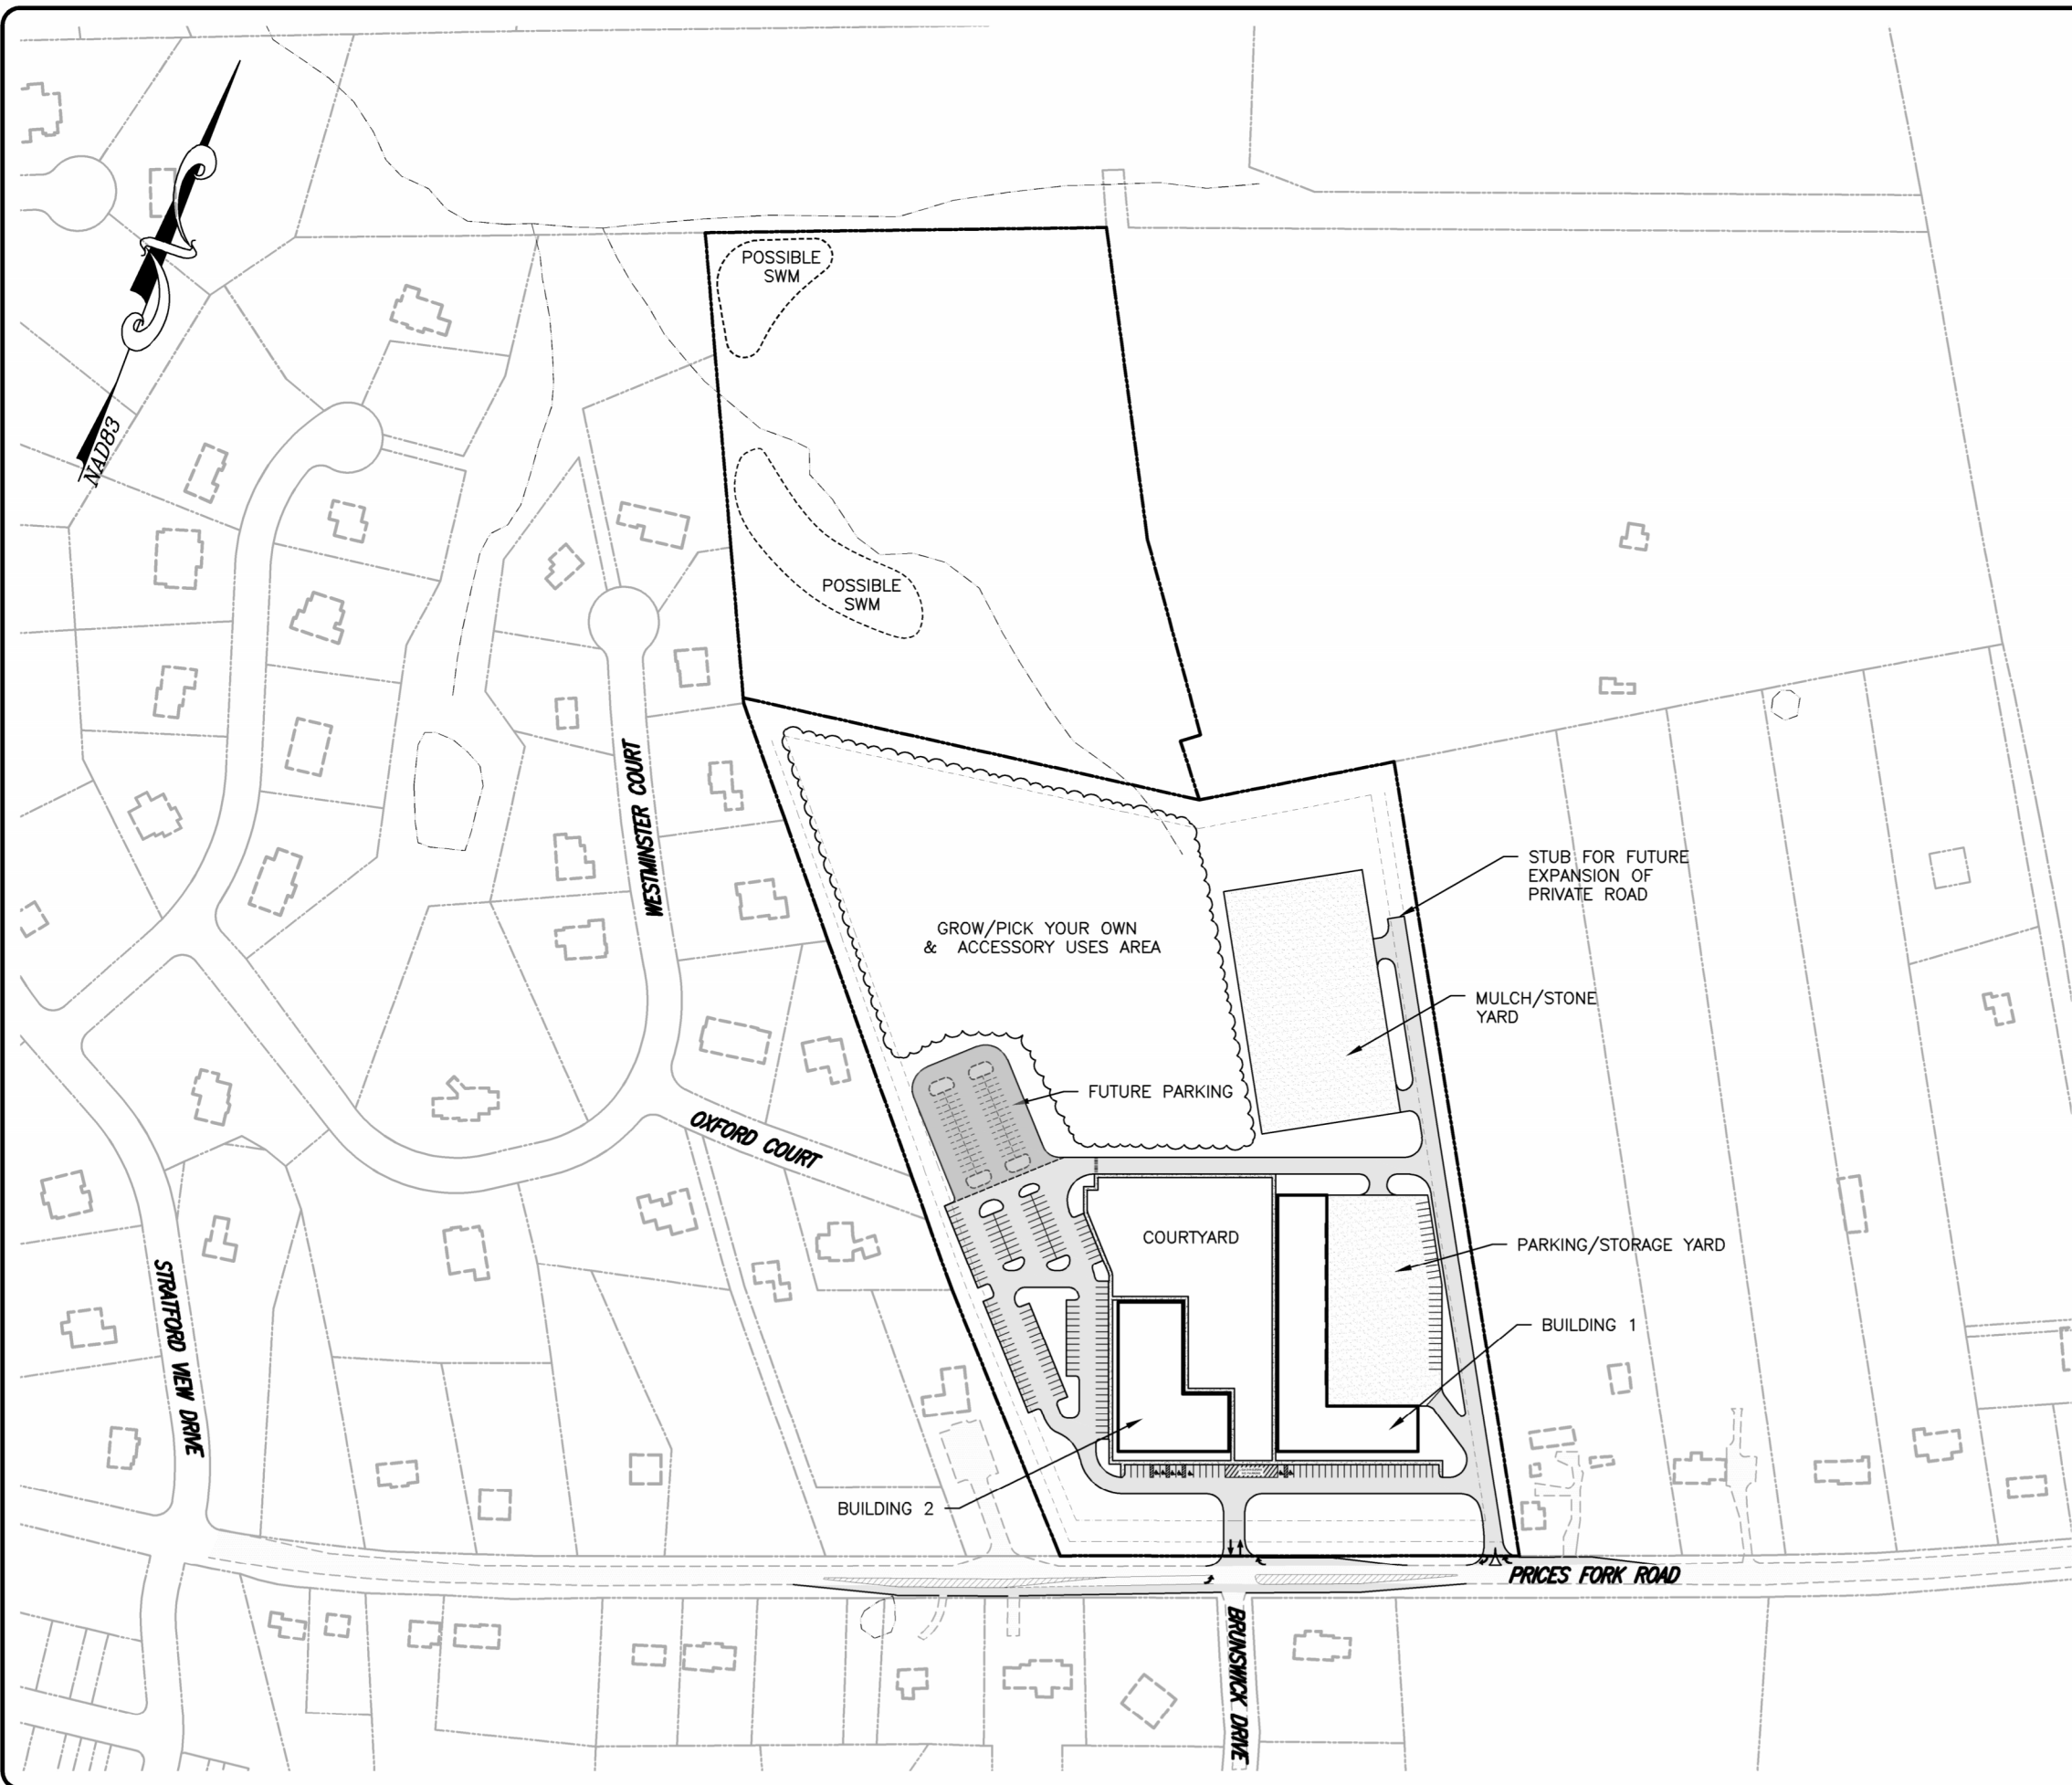 POSSIBLE
SWM
NAD83
POSSIBLE
SWM
WESTMINSTER COURT
STUB FOR FUTURE
EXPANSION OF
PRIVATE ROAD
GROW/PICK YOUR OWN
& ACCESSORY USES AREA
MULCH/STONE
YARD
FUTURE PARKING
OXFORD COURT
COURTYARD
PARKING/STORAGE YARD
STRATFORD VIEW DRIVE
BUILDING 1
BUILDING 2
PRICES FORK ROAD
BRUNSWICK DRIVE